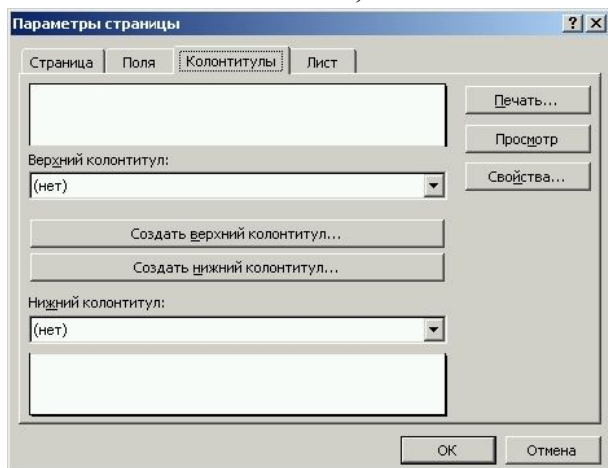 Параметры страницы
Страница Поля Колонтитулы Лист
Печать...
Просмотр
Верхний колонтитул:
(нет)
Свойства...
Создать верхний колонтитул...
Создать нижний колонтитул...
Нижний колонтитул:
(нет)
ОК Отмена